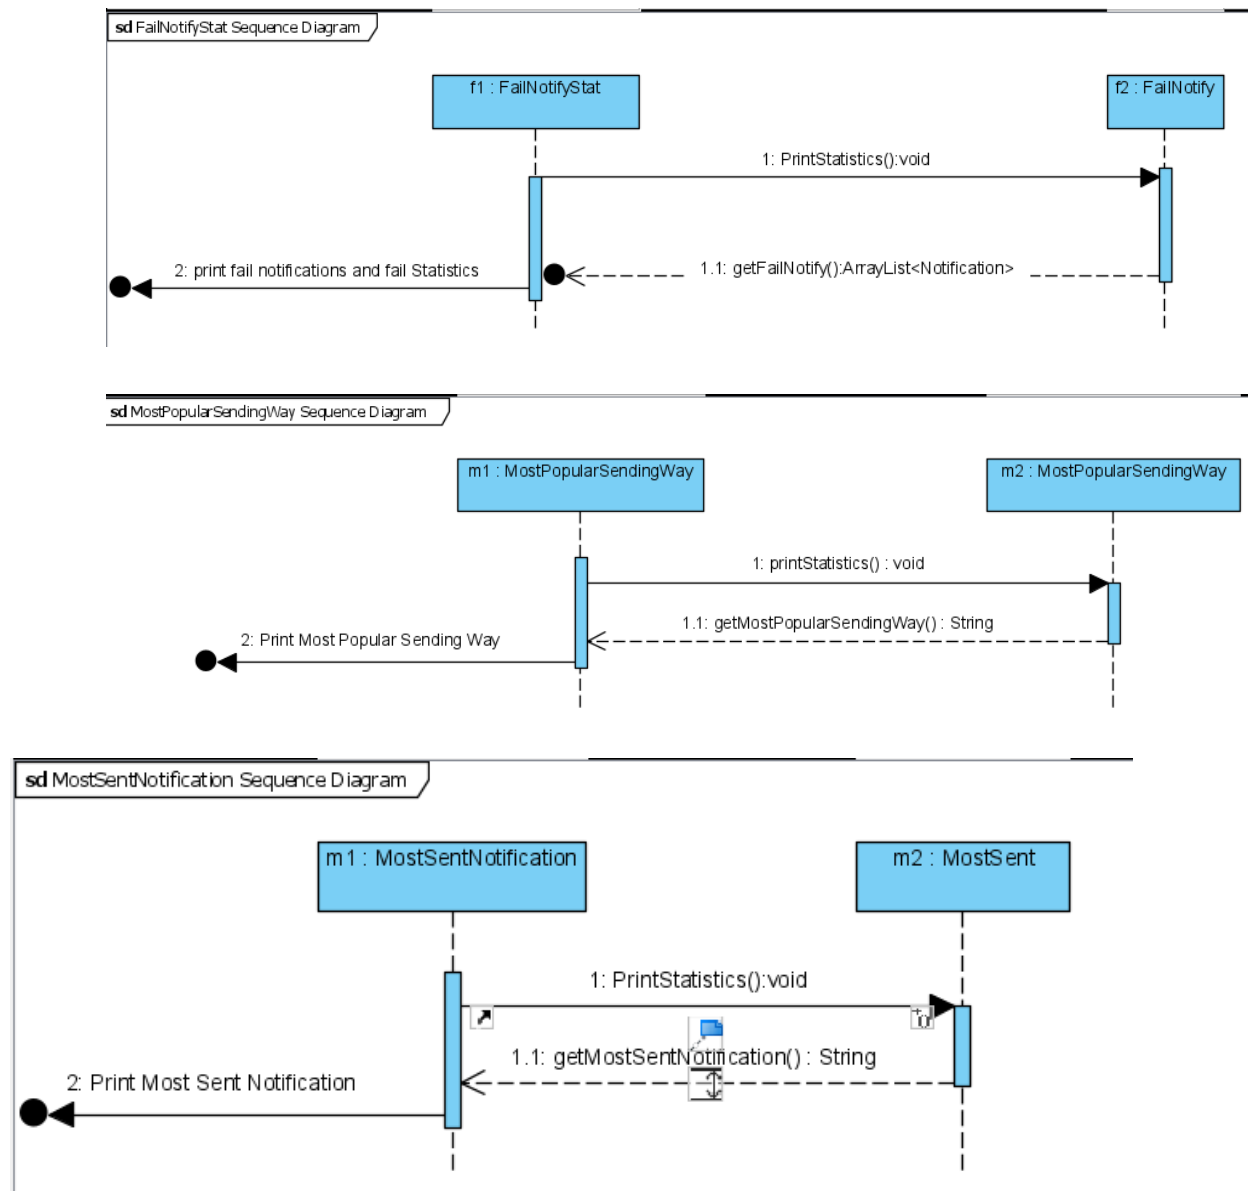 sd FailNotifyStat Sequence Diagram
f1 : FailNotifyStat
f2 : FailNotify
1: PrintStatistics():void
1.1: getFailNotify():ArrayList<Notification>
2: print fail notifications and fail Statistics
sd MostPopularSendingWay Sequence Diagram
m1 : MostPopularSendingWay
m2 : MostPopularSendingWay
1: printStatistics() : void
1.1: getMostPopularSendingWay() : String
2: Print Most Popular Sending Way
sd MostSentNotification Sequence Diagram
m1 : MostSentNotification
m2 : MostSent
1: PrintStatistics():void
1.1: getMostSentNotification() : String
2: Print Most Sent Notification